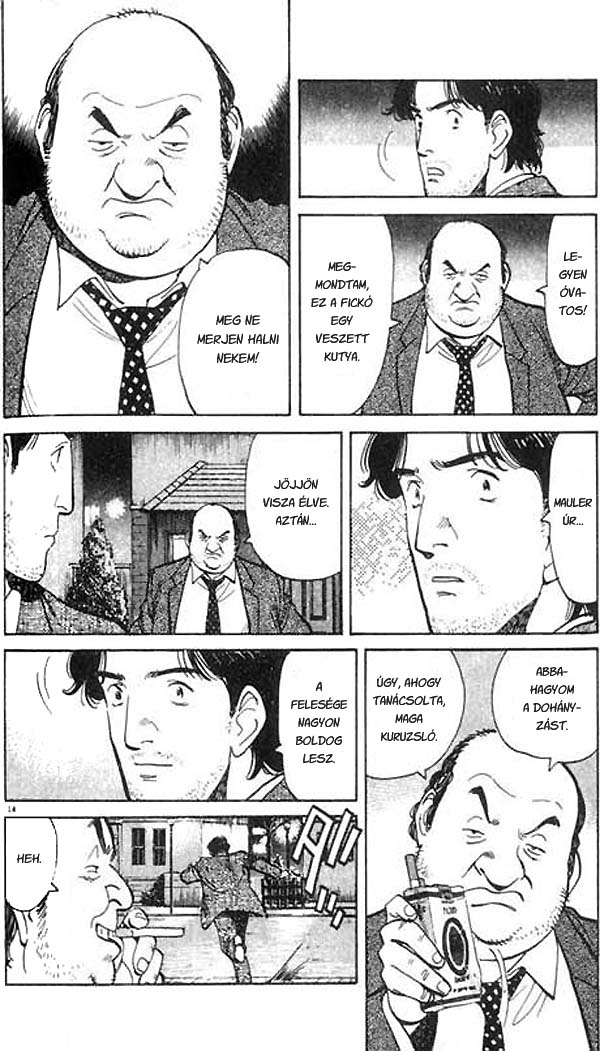 LE-
GYEN
ÓVA-
TOS!
MEG-
MONDTAM,
EZ A FICKÓ
EGY
VESZETT
KUTYA.
MEG NE
MERJEN HALNI
NEKEM!
MAULER
ÚR...
JÖJJÖN
VISZA ÉLVE.
AZTÁN...
ABBA-
HAGYOM
A DOHÁNY-
ZÁST.
ÚGY, AHOGY
TANÁCSOLTA,
MAGA
KURUZSLÓ.
A
FELESÉGE
NAGYON
BOLDOG
LESZ.
14
HEH.